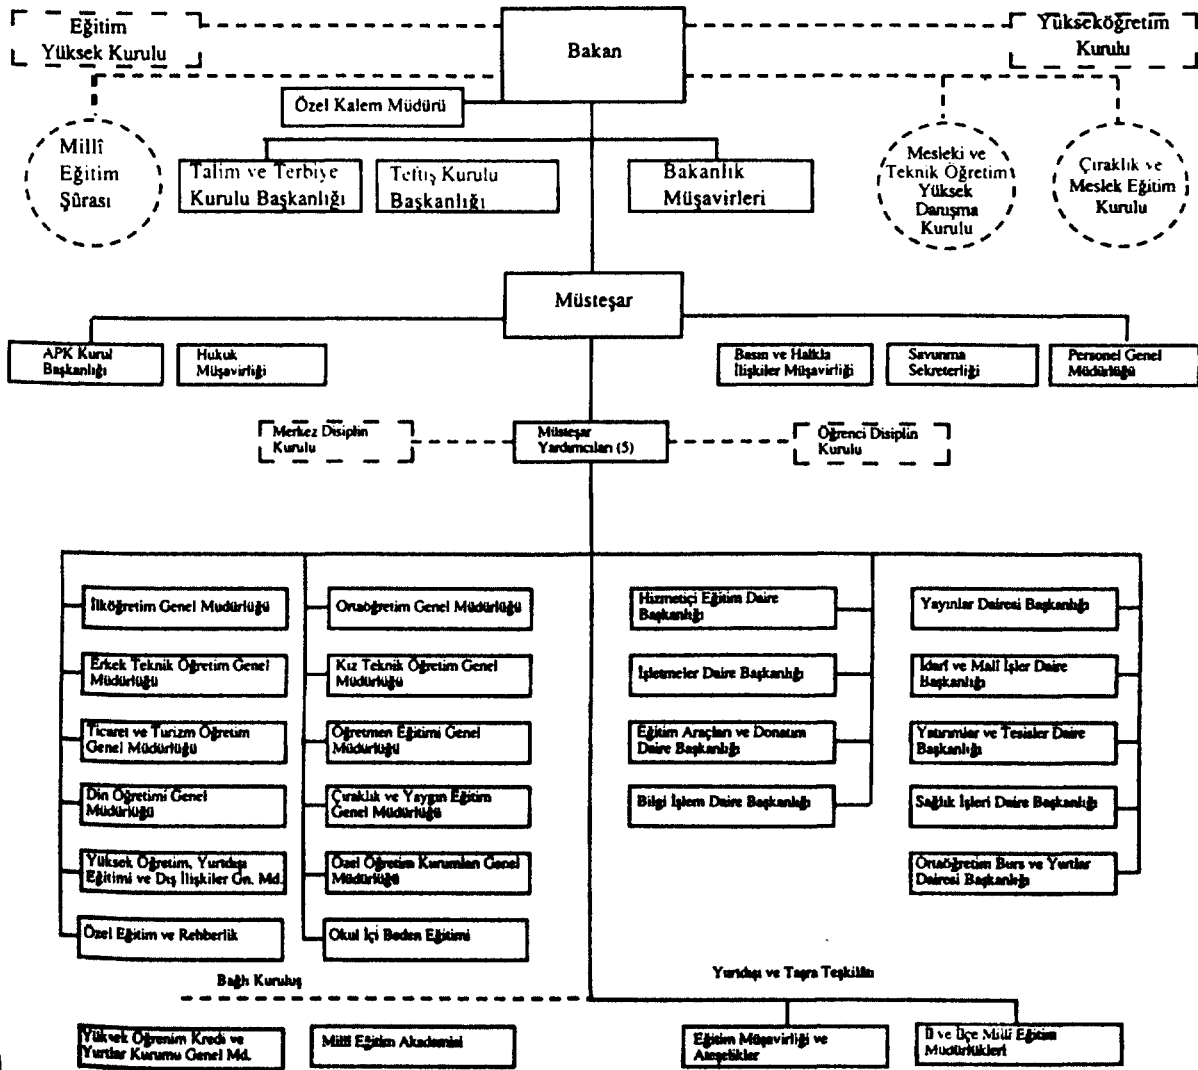 Eğitim
Yüksek Kurulu
Bakan
Yükseköğretim
Kurulu
Özel Kalem Müdürü
Millî
Eğitim
Şûrası
Talim ve Terbiye
Kurulu Başkanlığı
Teftiş Kurulu
Başkanlığı
Bakanlık
Müşavirleri
Mesleki ve
Teknik Öğretim
Yüksek
Danışma
Kurulu
Çıraklık ve
Meslek Eğitim
Kurulu
Müsteşar
APK Kurul
Başkanlığı
Hukuk
Müşavirliği
Basın ve Halkla
İlişkiler Müşavirliği
Savunma
Sekreterliği
Personel Genel
Müdürlüğü
Merkez Disiplin
Kurulu
Müsteşar
Yardımcıları (5)
Öğrenci Disiplin
Kurulu
İlköğretim Genel Mudürlüğü
Ortaöğretim Genel Müdürlüğü
Hizmetiçi Eğitim Daire
Başkanlığı
Yayınlar Dairesi Başkanlığı
Erkek Teknik Öğretim Genel
Müdürlüğü
Kız Teknik Öğretim Genel
Müdürlüğü
İşletmeler Daire Başkanlığı
İdarî ve Malî İşler Daire
Başkanlığı
Ticaret ve Turizm Öğretim
Genel Müdürlüğü
Öğretmen Eğitimi Genel
Müdürlüğü
Eğitim Araçları ve Donatım
Daire Başkanlığı
Yatırımlar ve Tesisler Daire
Başkanlığı
Din Öğretimi Genel
Müdürlüğü
Çıraklık ve Yaygın Eğitim
Genel Müdürlüğü
Bilgi İşlem Daire Başkanlığı
Sağlık İşleri Daire Başkanlığı
Yüksek Öğretim, Yurtdışı
Eğitimi ve Dış İlişkiler Gn. Md.
Özel Öğretim Kurumları Genel
Müdürlüğü
Ortaöğretim Burs ve Yurtlar
Dairesi Başkanlığı
Özel Eğitim ve Rehberlik
Okul İçi Beden Eğitimi
Bağlı Kuruluş
Yurtdışı ve Taşra Teşkilâtı
Yüksek Öğrenim Kredi ve
Yurtlar Kurumu Genel Md.
Millî Eğitim Akademisi
Eğitim Müşavirliği ve
Ateşelikler
İl ve İlçe Millî Eğitim
Mudürlükleri